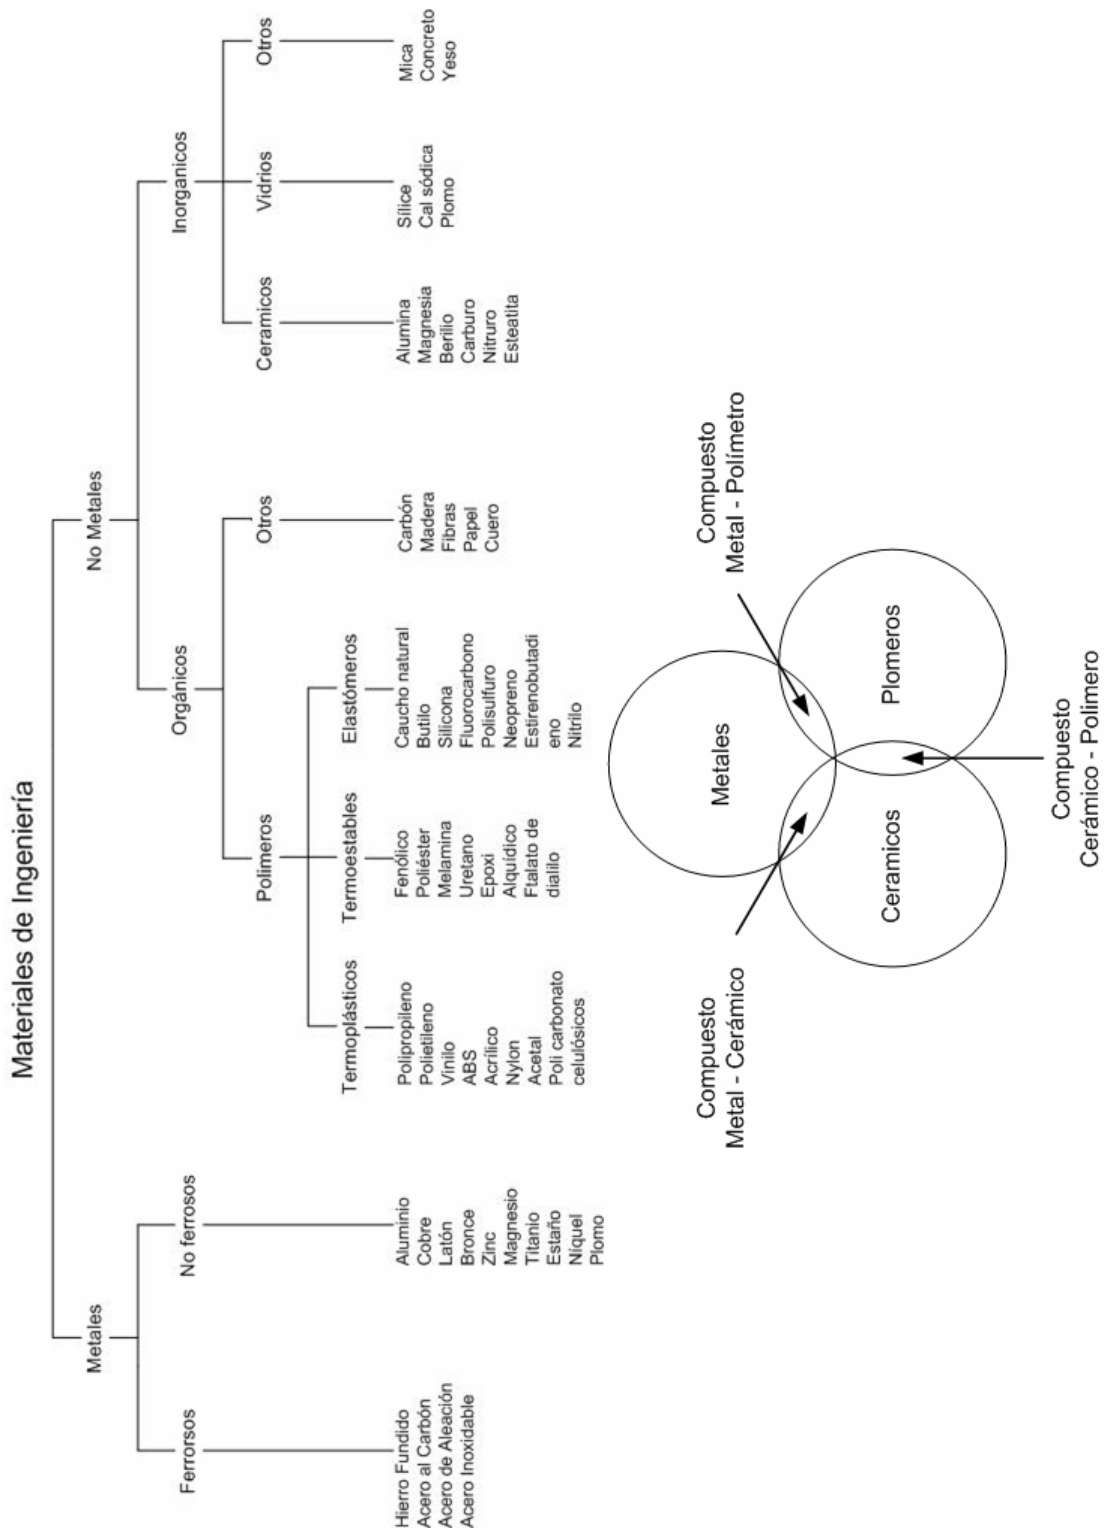 Materiales de Ingeniería
Metales
No Metales
Ferrorsos
No ferrosos
Orgánicos
Inorganicos
Polimeros
Otros
Ceramicos
Vidrios
Otros
Termoplásticos
Termoestables
Elastómeros
Hierro Fundido
Acero al Carbón
Acero de Aleación
Acero Inoxidable
Aluminio
Cobre
Latón
Bronce
Zinc
Magnesio
Titanio
Estaño
Níquel
Plomo
Polipropileno
Polietileno
Vinilo
ABS
Acrílico
Nylon
Acetal
Poli carbonato
celulósicos
Fenólico
Poliéster
Melamina
Uretano
Epoxi
Alquídico
Ftalato de
dialilo
Caucho natural
Butilo
Silicona
Fluorocarbono
Polisulfuro
Neopreno
Estirenobutadi
eno
Nitrilo
Carbón
Madera
Fibras
Papel
Cuero
Alumina
Magnesia
Berilio
Carburo
Nitruro
Esteatita
Sílice
Cal sódica
Plomo
Mica
Concreto
Yeso
Compuesto
Metal - Cerámico
Metales
Compuesto
Metal - Polímetro
Ceramicos
Plomeros
Compuesto
Cerámico - Polimero